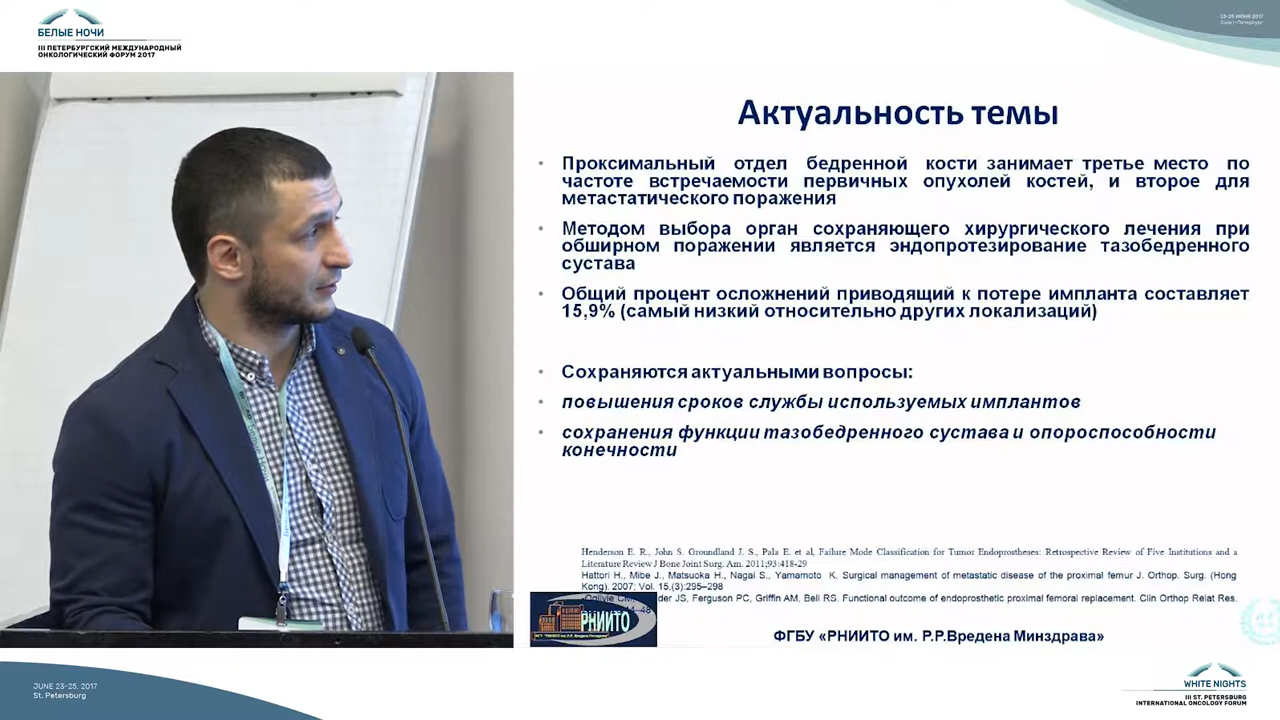 БЕЛЫЕ НОЧИ
III ПЕТЕРБУРГСКИЙ МЕЖДУНАРОДНЫЙ
ОНКОЛОГИЧЕСКИЙ ФОРУМ 2017
23-25 ИЮНЯ 2017
Санкт-Петербург
Актуальность темы
• Проксимальный отдел бедренной кости занимает третье место по
частоте встречаемости первичных опухолей костей, и второе для
метастатического поражения
• Методом выбора орган сохраняющего хирургического лечения при
обширном поражении является эндопротезирование тазобедренного
сустава
• Общий процент осложнений приводящий к потере импланта составляет
15,9% (самый низкий относительно других локализаций)
• Сохраняются актуальными вопросы:
• повышения сроков службы используемых имплантов
• сохранения функции тазобедренного сустава и опороспособности
конечности
Henderson E. R., John S. Groundland J. S., Pala E. et al, Failure Mode Classification for Tumor Endoprostheses: Retrospective Review of Five Institutions and a
Literature Review J Bone Joint Surg. Am. 2011;93:418-29
Hattori H., Mibe J., Matsuoka H., Nagai S., Yamamoto K. Surgical management of metastatic disease of the proximal femur J. Orthop. Surg. (Hong
Kong). 2007; Vol. 15,(3):295–298
JS, Ferguson PC, Griffin AM, Bell RS. Functional outcome of endoprosthetic proximal femoral replacement. Clin Orthop Relat Res.
РНИИТО
ФГБУ «РНИИТО им. Р.Р.Вредена Минздрава»
JUNE 23-25, 2017
St. Petersburg
WHITE NIGHTS
III ST. PETERSBURG
INTERNATIONAL ONCOLOGY FORUM